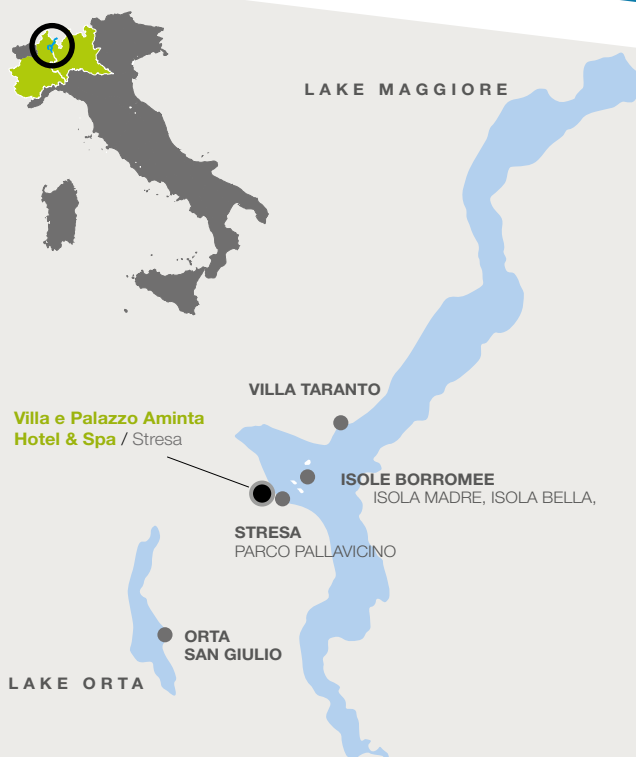 LAKE MAGGIORE
VILLA TARANTO
Villa e Palazzo Aminta
Hotel & Spa / Stresa
ISOLE BORROMEE
ISOLA MADRE, ISOLA BELLA,
STRESA
PARCO PALLAVICINO
ORTA
SAN GIULIO
LAKE ORTA